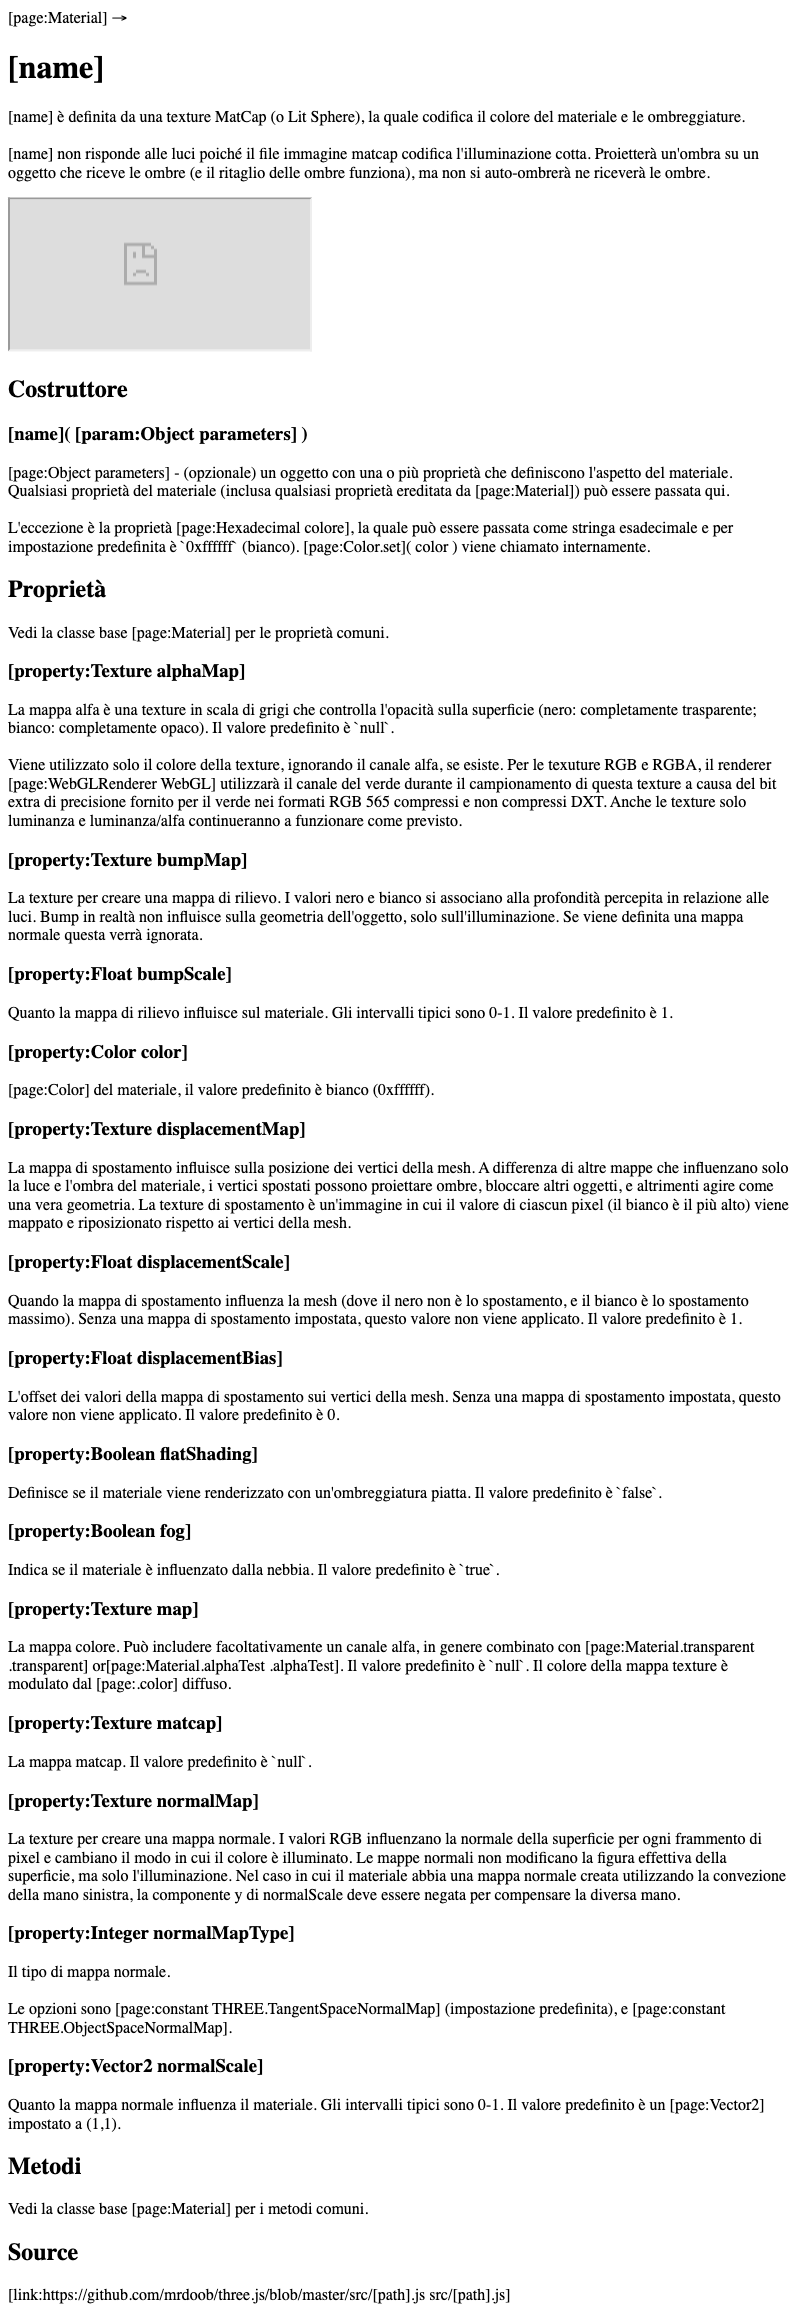 [page:Material] →
[name]
[name] è definita da una texture MatCap (o Lit Sphere), la quale codifica il colore del materiale e le ombreggiature.
[name] non risponde alle luci poiché il file immagine matcap codifica l'illuminazione cotta. Proietterà un'ombra su un
oggetto che riceve le ombre (e il ritaglio delle ombre funziona), ma non si auto-ombrerà ne riceverà le ombre.
Costruttore
[name]( [param:Object parameters] )
[page:Object parameters] - (opzionale) un oggetto con una o più proprietà che definiscono l'aspetto del materiale.
Qualsiasi proprietà del materiale (inclusa qualsiasi proprietà ereditata da [page:Material]) può essere passata qui.
L'eccezione è la proprietà [page:Hexadecimal colore], la quale può essere passata come stringa esadecimale e per
impostazione predefinita è `0xffffff` (bianco). [page:Color.set]( color ) viene chiamato internamente.
Proprietà
Vedi la classe base [page:Material] per le proprietà comuni.
[property:Texture alphaMap]
La mappa alfa è una texture in scala di grigi che controlla l'opacità sulla superficie (nero: completamente trasparente;
bianco: completamente opaco). Il valore predefinito è `null`.
Viene utilizzato solo il colore della texture, ignorando il canale alfa, se esiste. Per le texuture RGB e RGBA, il renderer
[page:WebGLRenderer WebGL] utilizzarà il canale del verde durante il campionamento di questa texture a causa del bit
extra di precisione fornito per il verde nei formati RGB 565 compressi e non compressi DXT. Anche le texture solo
luminanza e luminanza/alfa continueranno a funzionare come previsto.
[property:Texture bumpMap]
La texture per creare una mappa di rilievo. I valori nero e bianco si associano alla profondità percepita in relazione alle
luci. Bump in realtà non influisce sulla geometria dell'oggetto, solo sull'illuminazione. Se viene definita una mappa
normale questa verrà ignorata.
[property:Float bumpScale]
Quanto la mappa di rilievo influisce sul materiale. Gli intervalli tipici sono 0-1. Il valore predefinito è 1.
[property:Color color]
[page:Color] del materiale, il valore predefinito è bianco (0xffffff).
[property:Texture displacementMap]
La mappa di spostamento influisce sulla posizione dei vertici della mesh. A differenza di altre mappe che influenzano solo
la luce e l'ombra del materiale, i vertici spostati possono proiettare ombre, bloccare altri oggetti, e altrimenti agire come
una vera geometria. La texture di spostamento è un'immagine in cui il valore di ciascun pixel (il bianco è il più alto) viene
mappato e riposizionato rispetto ai vertici della mesh.
[property:Float displacementScale]
Quando la mappa di spostamento influenza la mesh (dove il nero non è lo spostamento, e il bianco è lo spostamento
massimo). Senza una mappa di spostamento impostata, questo valore non viene applicato. Il valore predefinito è 1.
[property:Float displacementBias]
L'offset dei valori della mappa di spostamento sui vertici della mesh. Senza una mappa di spostamento impostata, questo
valore non viene applicato. Il valore predefinito è 0.
[property:Boolean flatShading]
Definisce se il materiale viene renderizzato con un'ombreggiatura piatta. Il valore predefinito è `false`.
[property:Boolean fog]
Indica se il materiale è influenzato dalla nebbia. Il valore predefinito è `true`.
[property:Texture map]
La mappa colore. Può includere facoltativamente un canale alfa, in genere combinato con [page:Material.transparent
.transparent] or[page:Material.alphaTest .alphaTest]. Il valore predefinito è `null`. Il colore della mappa texture è
modulato dal [page:.color] diffuso.
[property:Texture matcap]
La mappa matcap. Il valore predefinito è `null`.
[property:Texture normalMap]
La texture per creare una mappa normale. I valori RGB influenzano la normale della superficie per ogni frammento di
pixel e cambiano il modo in cui il colore è illuminato. Le mappe normali non modificano la figura effettiva della
superficie, ma solo l'illuminazione. Nel caso in cui il materiale abbia una mappa normale creata utilizzando la convezione
della mano sinistra, la componente y di normalScale deve essere negata per compensare la diversa mano.
[property:Integer normalMapType]
Il tipo di mappa normale.
Le opzioni sono [page:constant THREE.TangentSpaceNormalMap] (impostazione predefinita), e [page:constant
THREE.ObjectSpaceNormalMap].
[property:Vector2 normalScale]
Quanto la mappa normale influenza il materiale. Gli intervalli tipici sono 0-1. Il valore predefinito è un [page:Vector2]
impostato a (1,1).
Metodi
Vedi la classe base [page:Material] per i metodi comuni.
Source
[link:https://github.com/mrdoob/three.js/blob/master/src/[path].js src/[path].js]